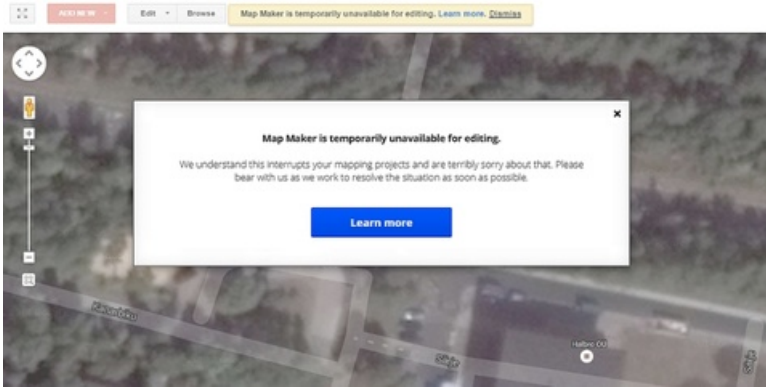 ADD NEW
Edit
Browse
Map Maker is temporarily unavailable for editing. Learn more. Dismiss
Map Maker is temporarily unavailable for editing.
We understand this interrupts your mapping projects and are terribly sorry about that. Please
bear with us as we work to resolve the situation as soon as possible.
Learn more
Halbro OÜ